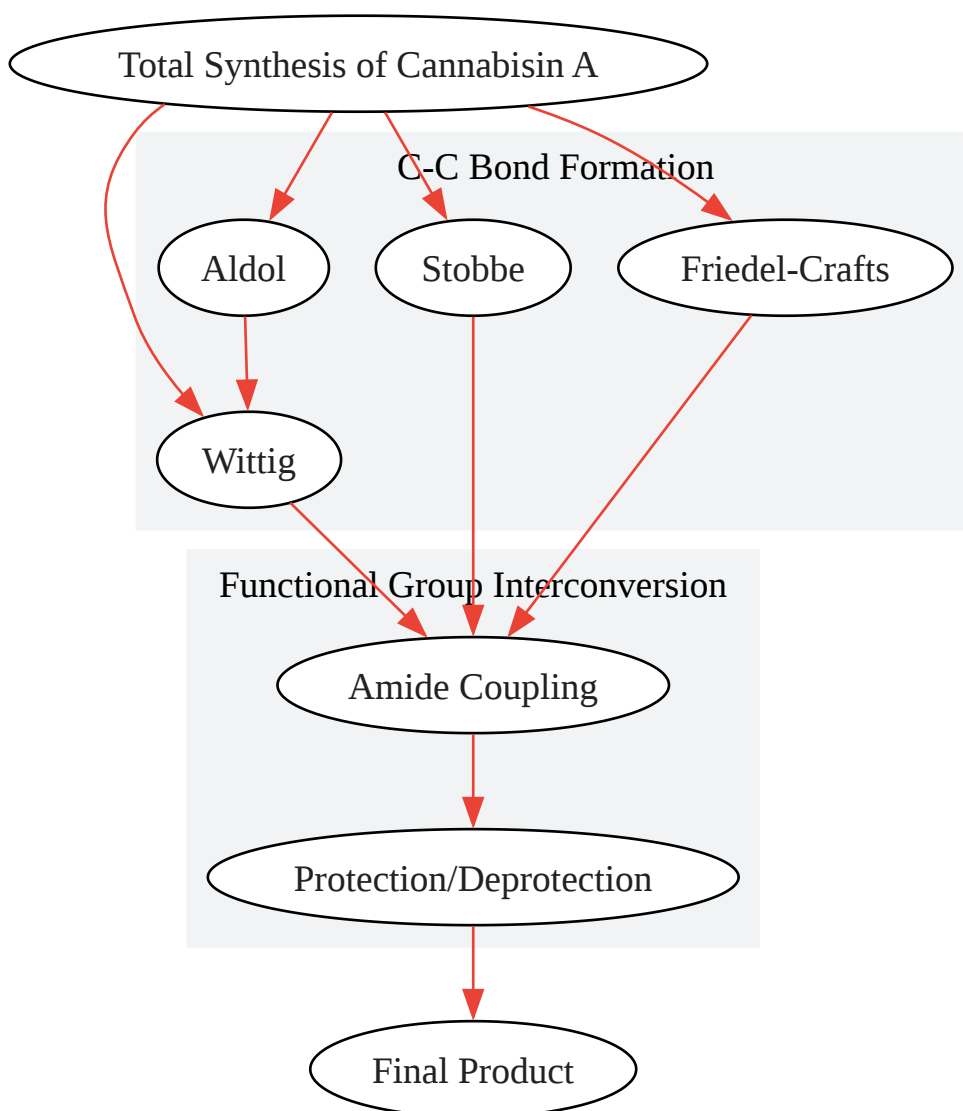 Total Synthesis of Cannabisin A
C-C Bond Formation
Aldol
Stobbe
Friedel-Crafts
Wittig
Functional Group Interconversion
Amide Coupling
Protection/Deprotection
Final Product